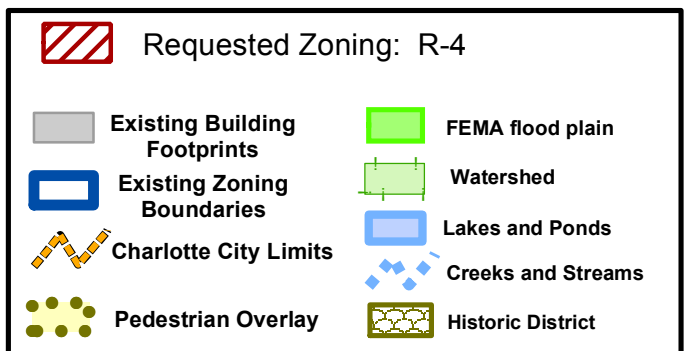 Requested Zoning: R-4
Existing Building
Footprints
Existing Zoning
Boundaries
Charlotte City Limits
Pedestrian Overlay
FEMA flood plain
Watershed
Lakes and Ponds
Creeks and Streams
Historic District